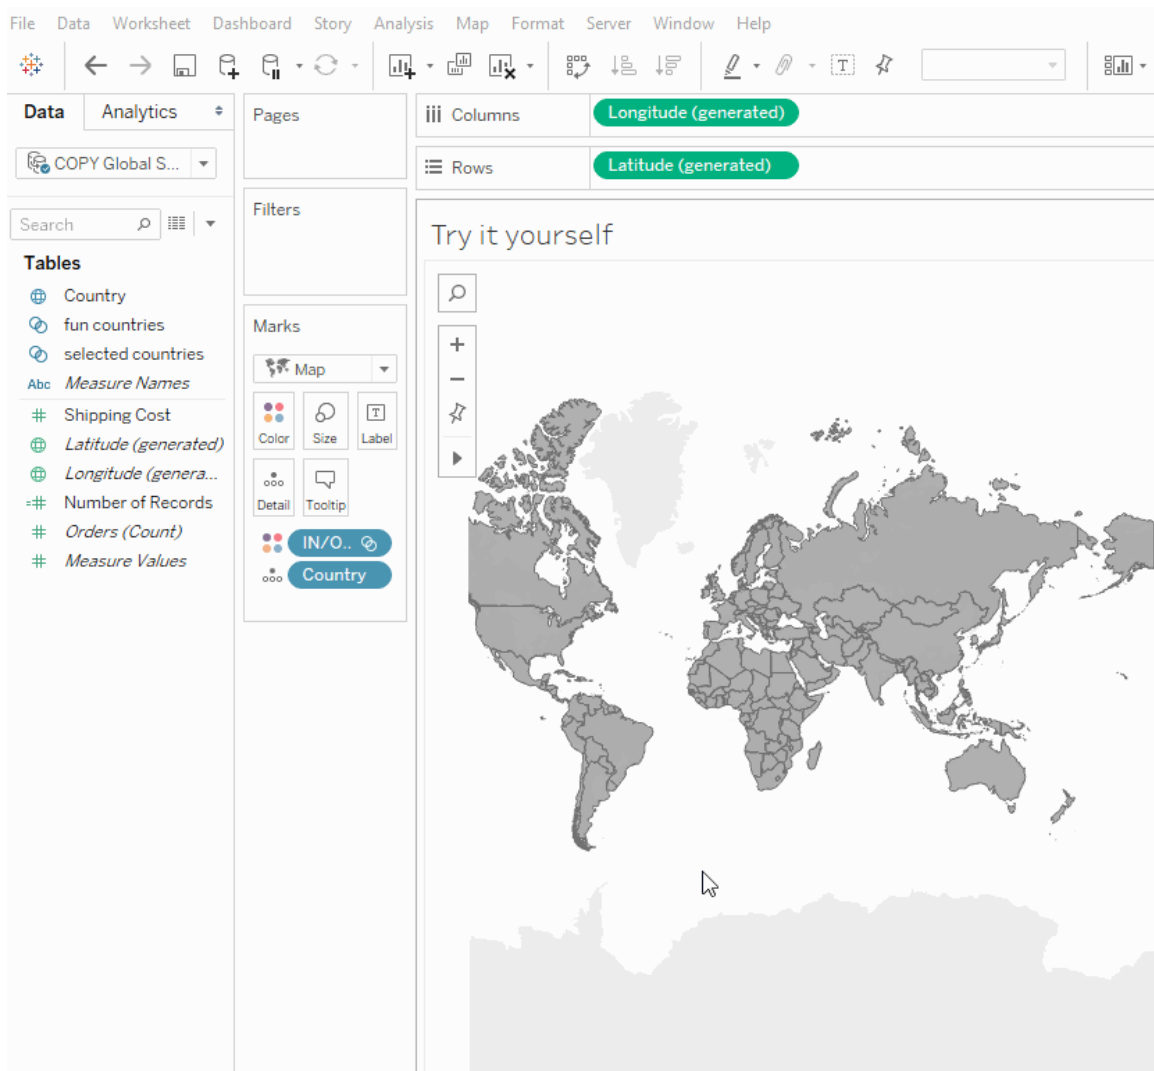 File Data Worksheet Dashboard Story Analysis Map Format Server Window Help
Data Analytics
COPY Global S...
Search
Tables
Country
fun countries
selected countries
Abc Measure Names
Shipping Cost
Latitude (generated)
Longitude (genera...
Number of Records
Orders (Count)
Measure Values
Pages
Filters
Marks
Map
Color Size Label
Detail Tooltip
IN/O..
Country
Columns Longitude (generated)
Rows Latitude (generated)
Try it yourself